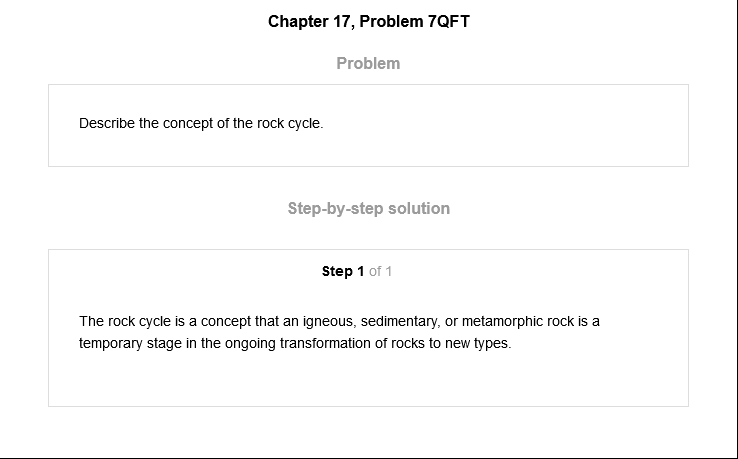 Chapter 17, Problem 7QFT
Problem
Describe the concept of the rock cycle.
Step-by-step solution
Step 1 of 1
The rock cycle is a concept that an igneous, sedimentary, or metamorphic rock is a
temporary stage in the ongoing transformation of rocks to new types.